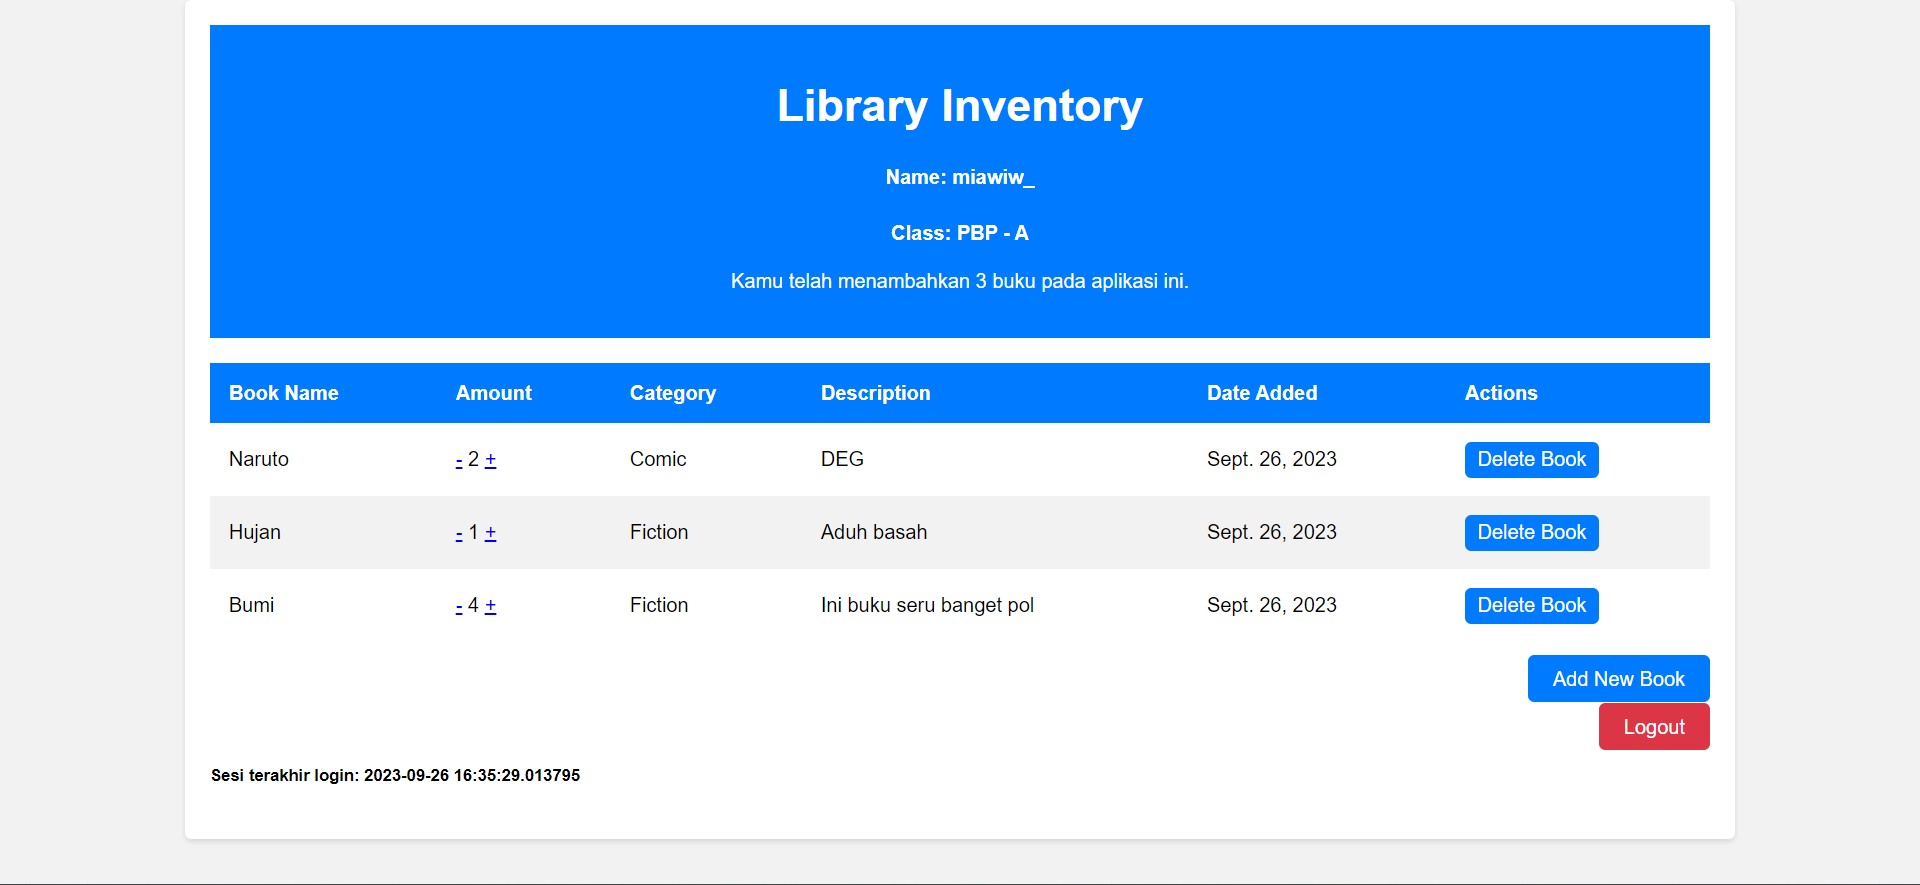 Library Inventory
Name: miawiw_
Class: PBP - A
Kamu telah menambahkan 3 buku pada aplikasi ini.
Book Name Amount Category Description Date Added Actions
Naruto - 2 + Comic DEG Sept. 26, 2023 Delete Book
Hujan - 1 + Fiction Aduh basah Sept. 26, 2023 Delete Book
Bumi - 4 + Fiction Ini buku seru banget pol Sept. 26, 2023 Delete Book
Add New Book
Logout
Sesi terakhir login: 2023-09-26 16:35:29.013795